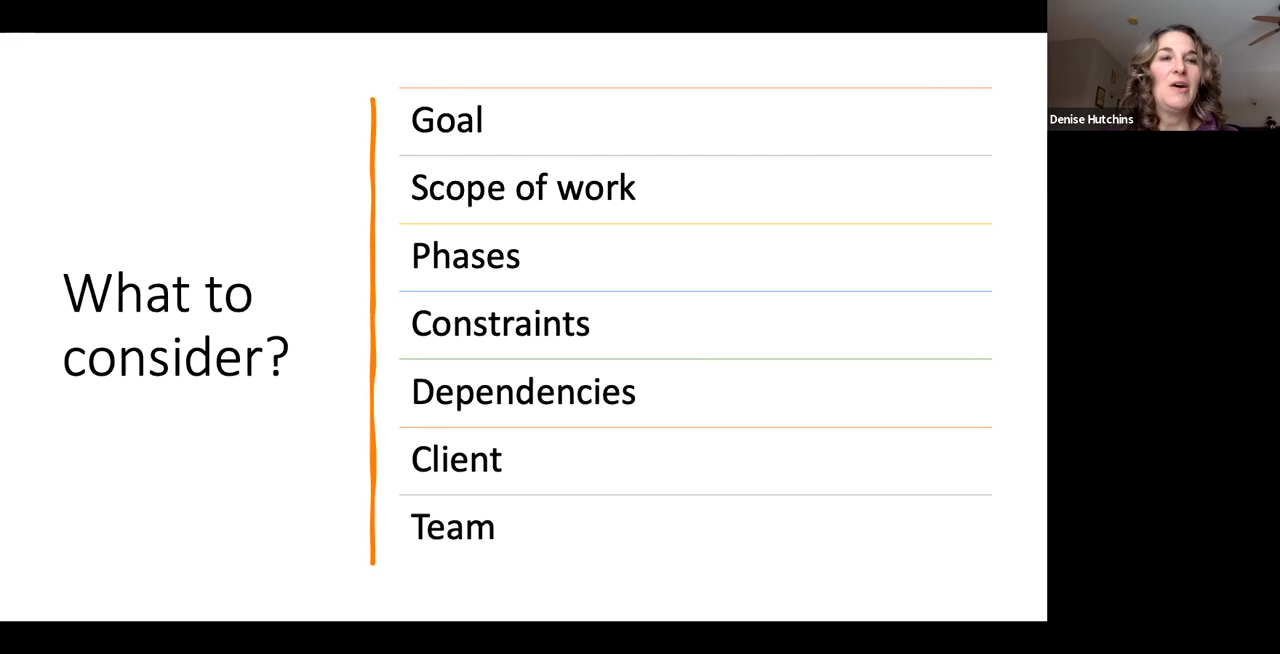 What to
consider?
Goal
Scope of work
Phases
Constraints
Dependencies
Client
Team
Denise Hutchins